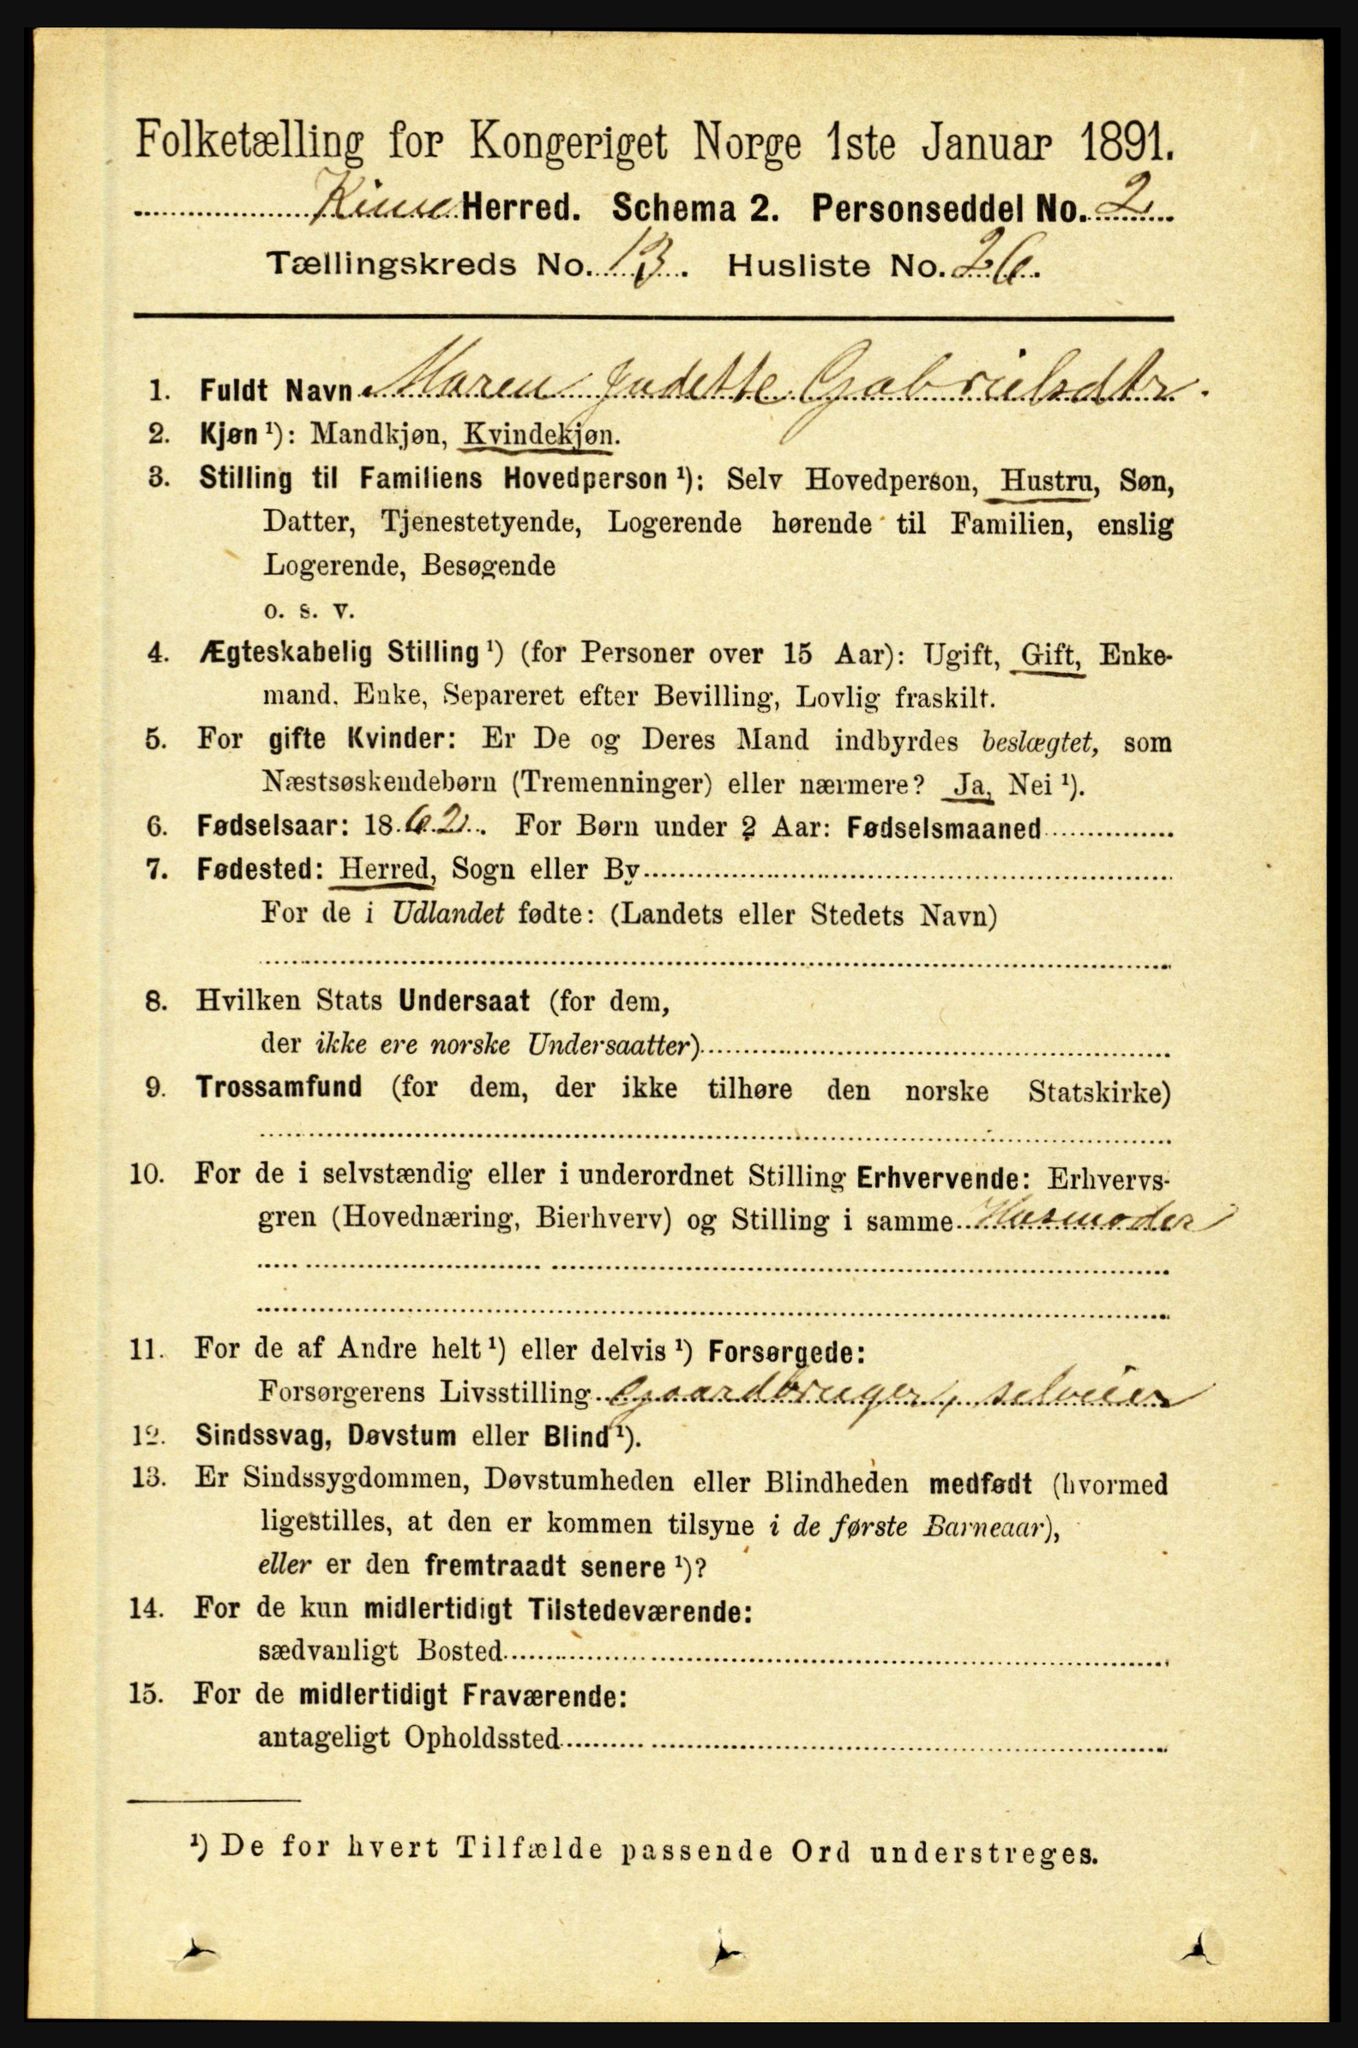 Folketælling for Kongeriget Norge 1ste Januar 1891.
Kinn Herred. Schema 2. Personseddel No. 2
Tællingskreds No. 13. Husliste No. 26.
1. Fuldt Navn Maren Judette Gabrielsdtr.
2. Kjøn ¹): Mandkjøn, Kvindekjøn.
3. Stilling til Familiens Hovedperson ¹): Selv Hovedperson, Hustru, Søn,
Datter, Tjenestetyende, Logerende hørende til Familien, enslig
Logerende, Besøgende
o. s. v.
4. Ægteskabelig Stilling ¹) (for Personer over 15 Aar): Ugift, Gift, Enke-
mand, Enke, Separeret efter Bevilling, Lovlig fraskilt.
5. For gifte Kvinder: Er De og Deres Mand indbyrdes beslægtet, som
Næstsøskendebørn (Tremenninger) eller nærmere? Ja, Nei ¹).
6. Fødselsaar: 1862. For Børn under 2 Aar: Fødselsmaaned
7. Fødested: Herred, Sogn eller By
For de i Udlandet fødte: (Landets eller Stedets Navn)
8. Hvilken Stats Undersaat (for dem,
der ikke ere norske Undersaatter)
9. Trossamfund (for dem, der ikke tilhøre den norske Statskirke)
10. For de i selvstændig eller i underordnet Stilling Erhvervende: Erhvervs-
gren (Hovednæring, Bierhverv) og Stilling i samme Husmoder
11. For de af Andre helt ¹) eller delvis ¹) Forsørgede:
Forsørgerens Livsstilling Gaardbruger, selveier
12. Sindssvag, Døvstum eller Blind ¹).
13. Er Sindssygdommen, Døvstumheden eller Blindheden medfødt (hvormed
ligestilles, at den er kommen tilsyne i de første Barneaar),
eller er den fremtraadt senere ¹)?
14. For de kun midlertidigt Tilstedeværende:
sædvanligt Bosted
15. For de midlertidigt Fraværende:
antageligt Opholdssted
¹) De for hvert Tilfælde passende Ord understreges.